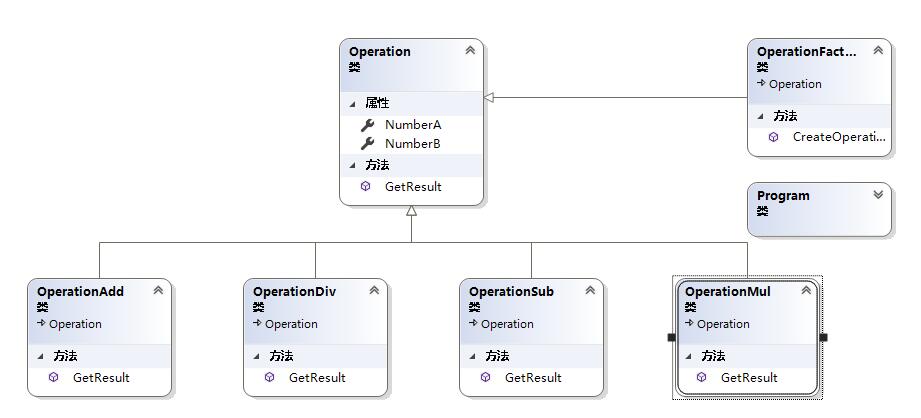 Operation
类
属性
NumberA
NumberB
方法
GetResult
OperationFact...
类
Operation
方法
CreateOperati...
Program
类
OperationAdd
类
Operation
方法
GetResult
OperationDiv
类
Operation
方法
GetResult
OperationSub
类
Operation
方法
GetResult
OperationMul
类
Operation
方法
GetResult